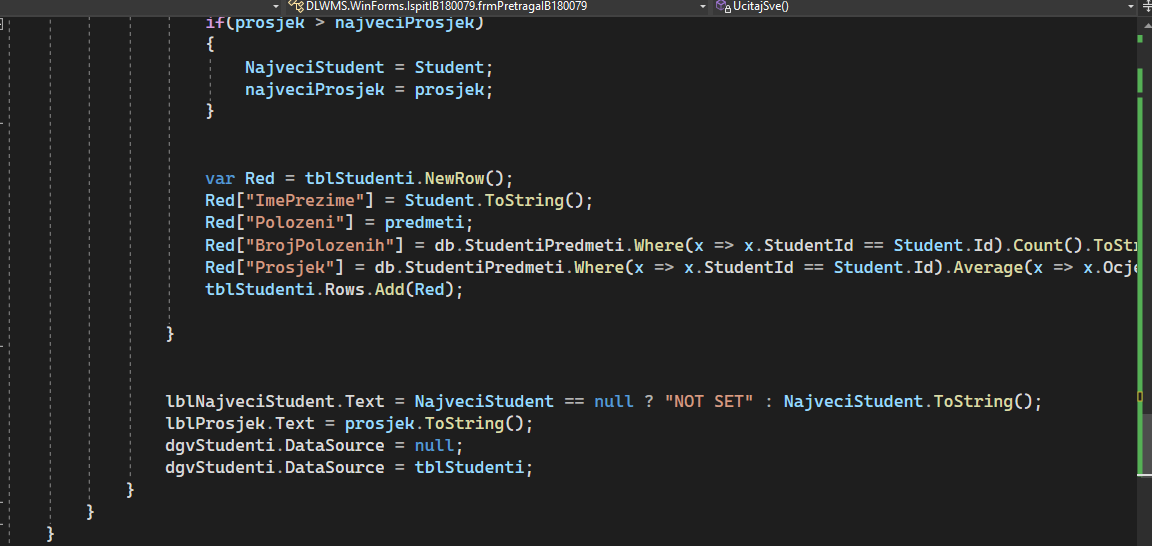 DLWMS.WinForms.IspitIB180079.frmPretragaIB180079 UcitajSve()
if(prosjek > najveciProsjek)
{
NajveciStudent = Student;
najveciProsjek = prosjek;
}
var Red = tblStudenti.NewRow();
Red["ImePrezime"] = Student.ToString();
Red["Polozeni"] = predmeti;
Red["BrojPolozenih"] = db.StudentiPredmeti.Where(x => x.StudentId == Student.Id).Count().ToStr
Red["Prosjek"] = db.StudentiPredmeti.Where(x => x.StudentId == Student.Id).Average(x => x.Ocje
tblStudenti.Rows.Add(Red);
}
lblNajveciStudent.Text = NajveciStudent == null ? "NOT SET" : NajveciStudent.ToString();
lblProsjek.Text = prosjek.ToString();
dgvStudenti.DataSource = null;
dgvStudenti.DataSource = tblStudenti;
}
}
}